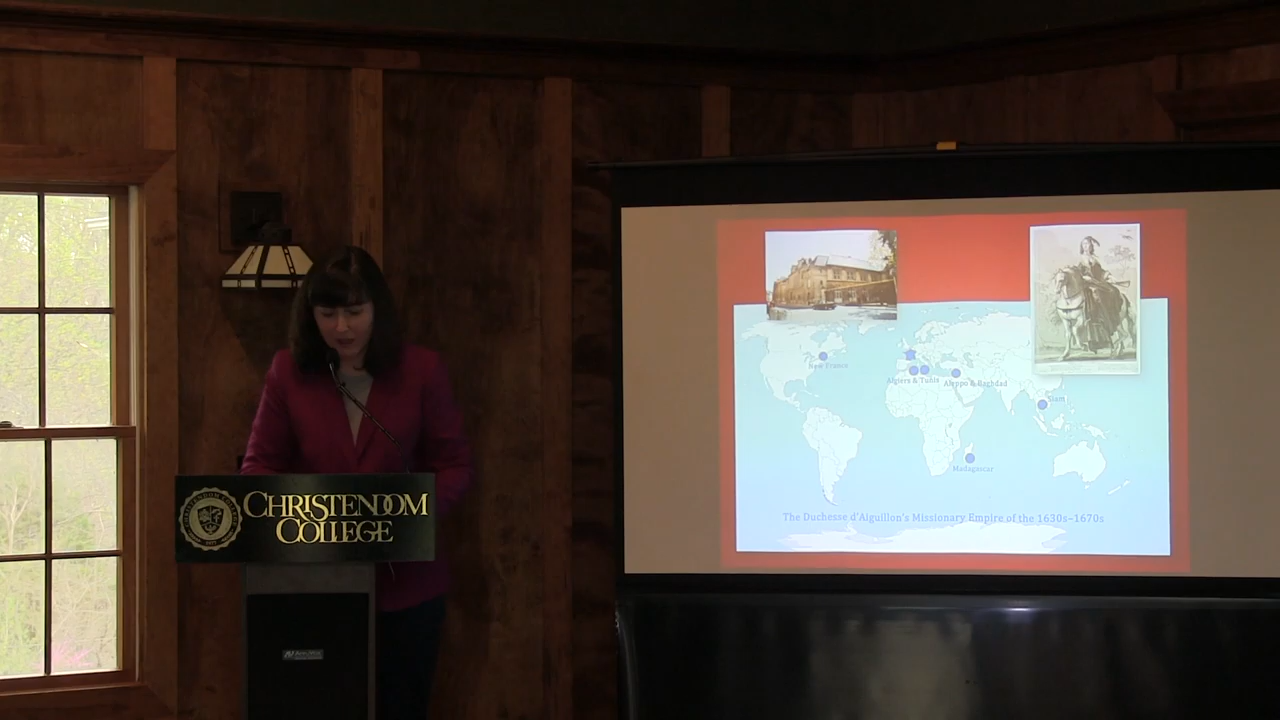 CHRISTENDOM
COLLEGE
New France
Algiers & Tunis
Aleppo & Baghdad
Siam
Madagascar
The Duchesse d'Aiguillon's Missionary Empire of the 1630s-1670s